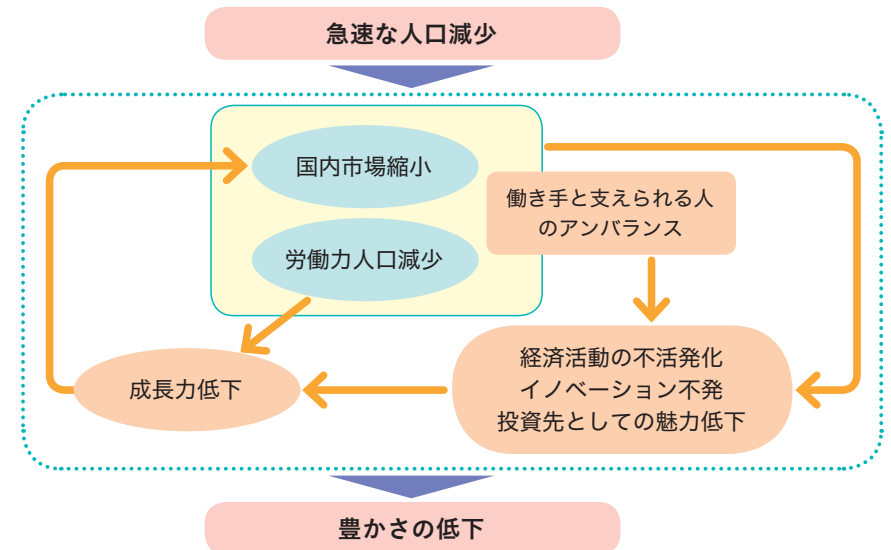 急速な人口減少
国内市場縮小
働き手と支えられる人
のアンバランス
労働力人口減少
経済活動の不活発化
イノベーション不発
投資先としての魅力低下
成長力低下
豊かさの低下